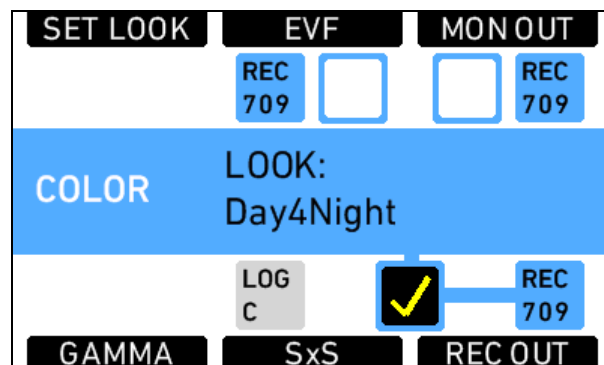 SET LOOK EVF MON OUT
REC REC
709 709
LOOK:
COLOR
Day4Night
LOG REC
C 709
GAMMA SxS REC OUT